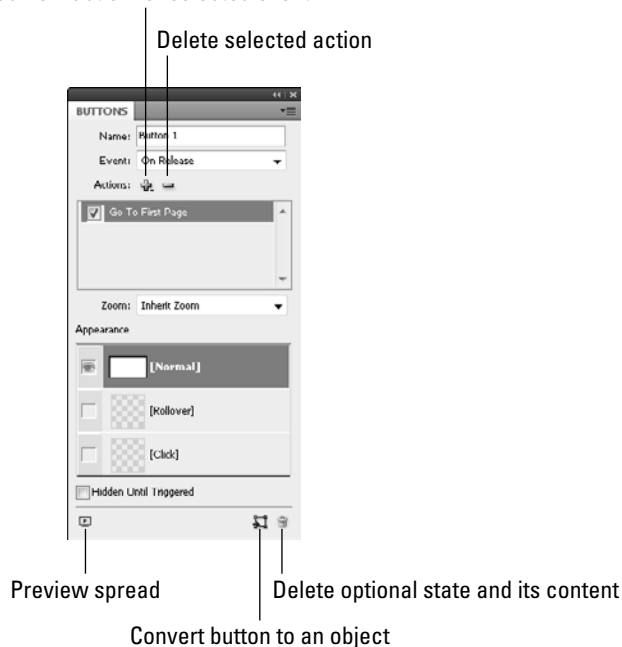 Delete selected action
BUTTONS
Name: Button 1
Event: On Release
Actions:
Go To First Page
Zoom: Inherit Zoom
Appearance
[Normal]
[Rollover]
[Click]
Hidden Until Triggered
Preview spread
Delete optional state and its content
Convert button to an object